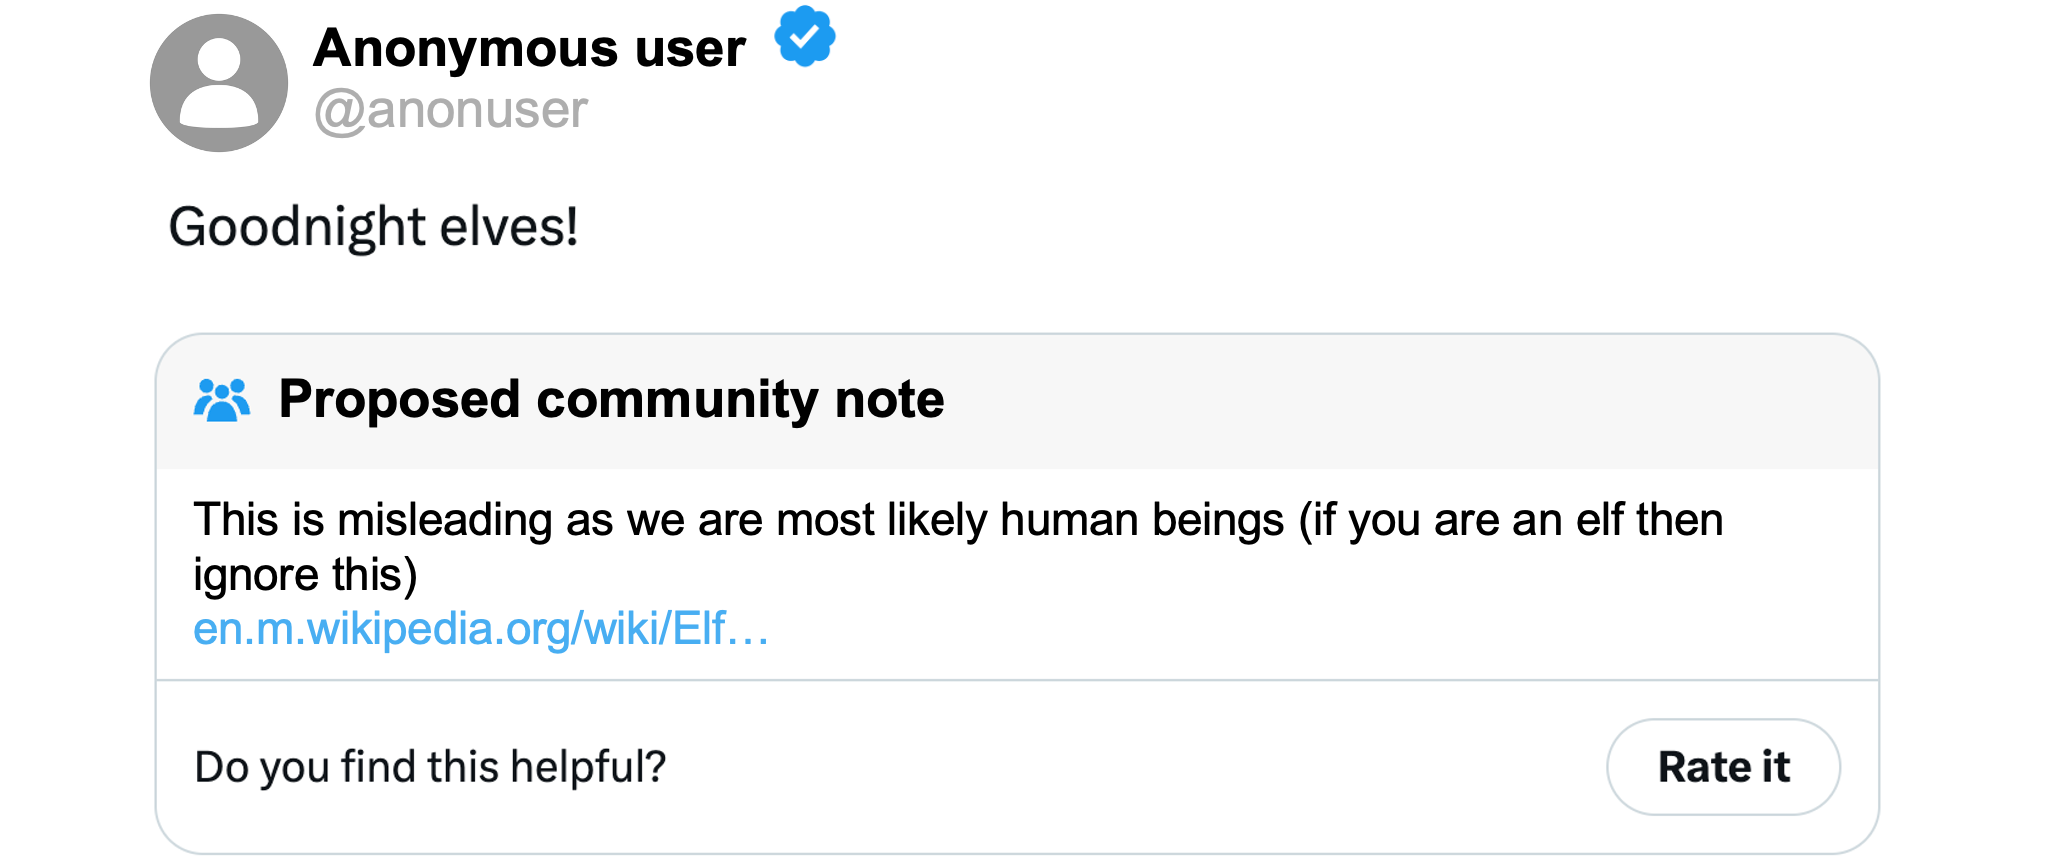 Anonymous user
@anonuser
Goodnight elves!
Proposed community note
This is misleading as we are most likely human beings (if you are an elf then
ignore this)
en.m.wikipedia.org/wiki/Elf…
Do you find this helpful?
Rate it